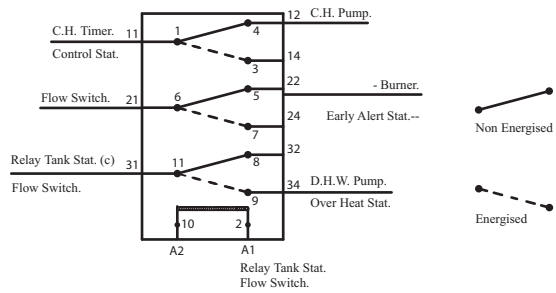 12 C.H. Pump.
C.H. Timer. 11 1 4
Control Stat. 3 14
22
- Burner.
Flow Switch. 21 6 5
7 24 Early Alert Stat.--
Non Energised
32
Relay Tank Stat. (c) 31 11 8
Flow Switch. 34 D.H.W. Pump.
9 Over Heat Stat.
Energised
10 2
A2 A1
Relay Tank Stat.
Flow Switch.